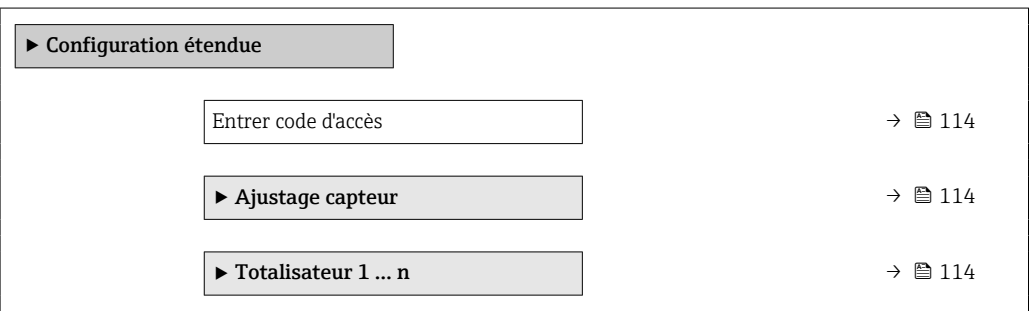 ▶ Configuration étendue
Entrer code d'accès → 🖺 114
▶ Ajustage capteur → 🖺 114
▶ Totalisateur 1 … n → 🖺 114